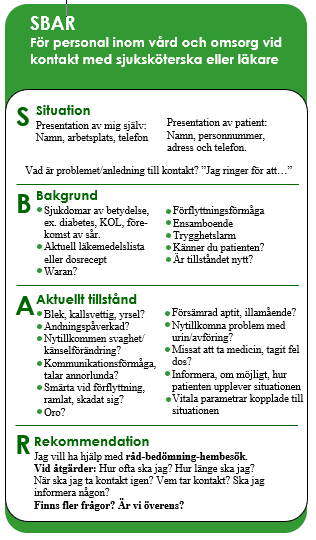 SBAR
För personal inom vård och omsorg vid
kontakt med sjuksköterska eller läkare
S Situation
Presentation av mig själv:
Namn, arbetsplats, telefon
Presentation av patient:
Namn, personnummer,
adress och telefon.
Vad är problemet/anledning till kontakt? ”Jag ringer för att…”
B Bakgrund
• Sjukdomar av betydelse,
ex. diabetes, KOL, före-
komst av sår.
• Aktuell läkemedelslista
eller dosrecept
• Waran?
• Förflyttningsförmåga
• Ensamboende
• Trygghetslarm
• Känner du patienten?
• Är tillståndet nytt?
A Aktuellt tillstånd
• Blek, kallsvettig, yrsel?
• Andningspåverkad?
• Nytillkommen svaghet/
känselförändring?
• Kommunikationsförmåga,
talar annorlunda?
• Smärta vid förflyttning,
ramlat, skadat sig?
• Oro?
• Försämrad aptit, illamående?
• Nytillkomna problem med
urin/avföring?
• Missat att ta medicin, tagit fel
dos?
• Informera, om möjligt, hur
patienten upplever situationen
• Vitala parametrar kopplade till
situationen
R Rekommendation
Jag vill ha hjälp med råd-bedömning-hembesök.
Vid åtgärder: Hur ofta ska jag? Hur länge ska jag?
När ska jag ta kontakt igen? Vem tar kontakt? Ska jag
informera någon?
Finns fler frågor? Är vi överens?